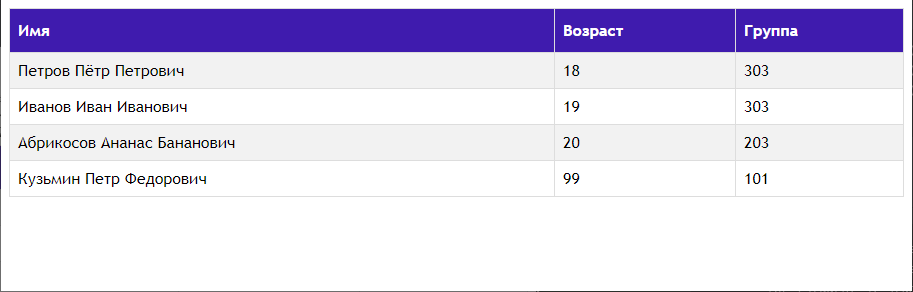 Имя Возраст Группа
Петров Пётр Петрович 18 303
Иванов Иван Иванович 19 303
Абрикосов Ананас Бананович 20 203
Кузьмин Петр Федорович 99 101